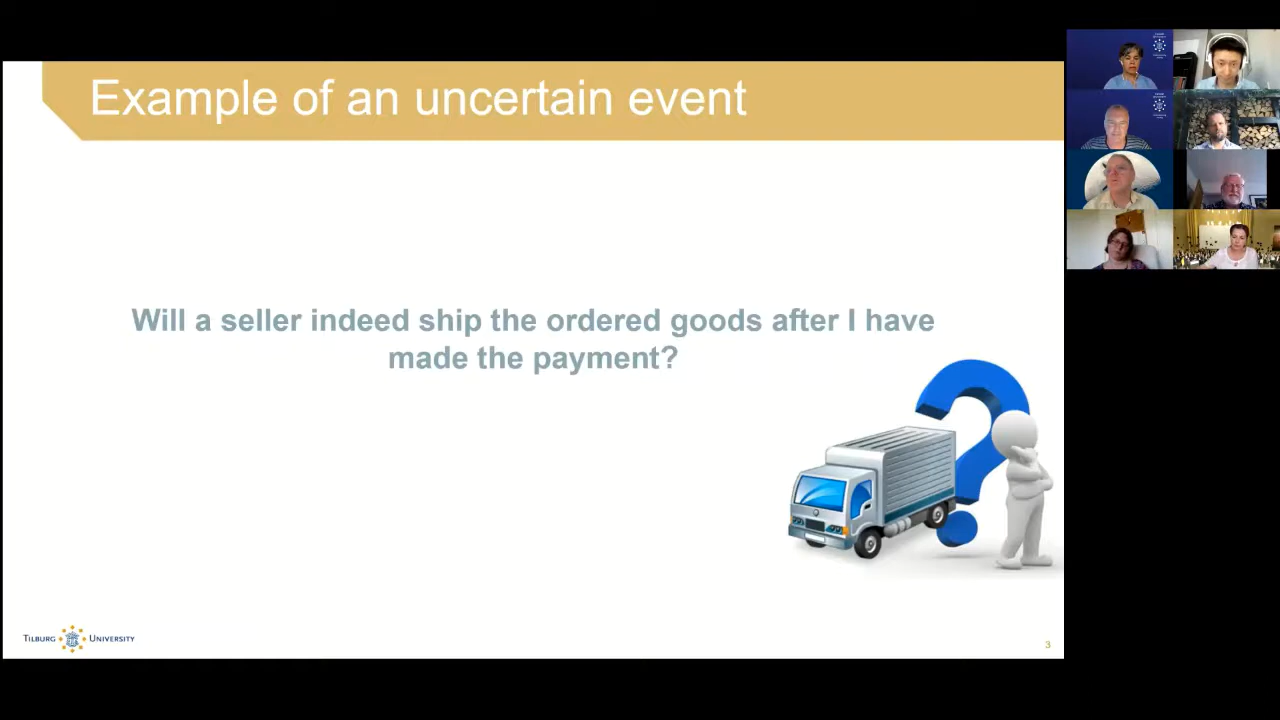 Example of an uncertain event
Will a seller indeed ship the ordered goods after I have
made the payment?
TILBURG UNIVERSITY
3